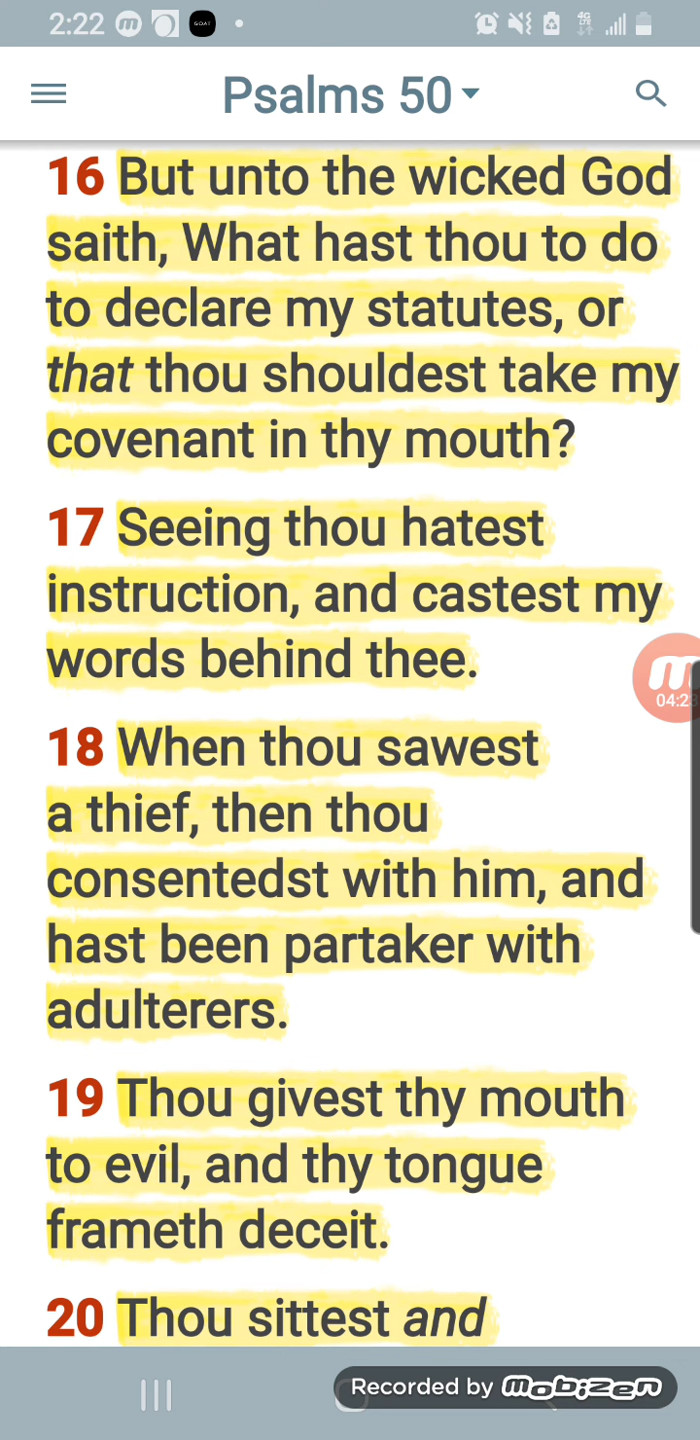 2:22 m GOAT
4G
Psalms 50
16 But unto the wicked God
saith, What hast thou to do
to declare my statutes, or
that thou shouldest take my
covenant in thy mouth?
17 Seeing thou hatest
instruction, and castest my
words behind thee.
m
04:23
18 When thou sawest
a thief, then thou
consentedst with him, and
hast been partaker with
adulterers.
19 Thou givest thy mouth
to evil, and thy tongue
frameth deceit.
20 Thou sittest and
Recorded by mobizen